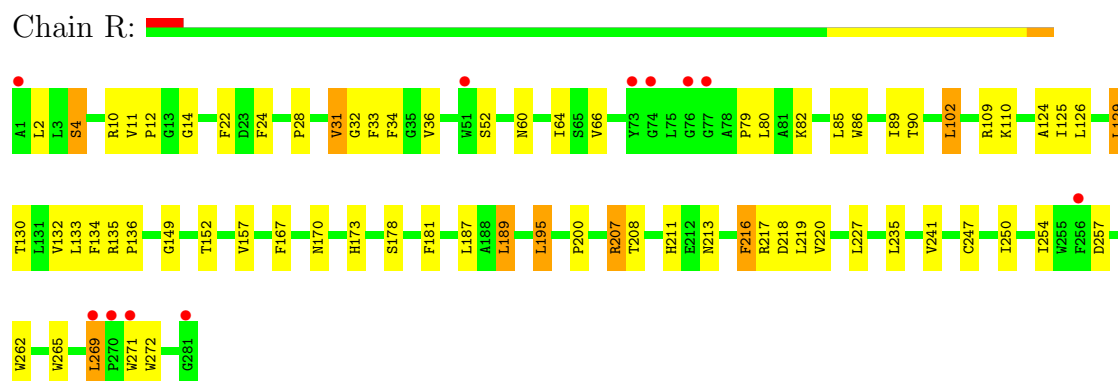 Chain R:
A1 L2 L3 S4 R10 V11 P12 G13 G14 F22 D23 F24 P28 V31 G32 F33 F34 G35 V36 W51 S52 N60 I64 S65 V66 Y73 G74 L75 G76 G77 A78 P79 L80 A81 K82 L85 W86 I89 T90 L102 R109 K110 A124 I125 L126 L129
T130 L131 V132 L133 F134 R135 P136 G149 T152 V157 F167 N170 H173 S178 F181 L187 A188 L189 L195 P200 R207 T208 H211 E212 N213 F216 R217 D218 L219 V220 L227 L235 V241 C247 I250 I254 W255 F256 D257
W262 W265 L269 P270 W271 W272 G281